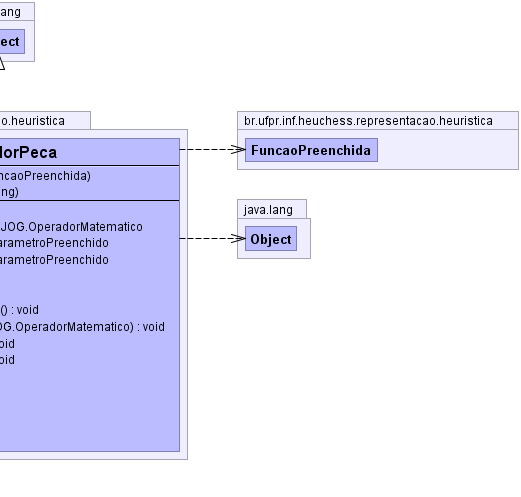 ang
ect
o.heuristica
lorPeca
ncaoPreenchida)
ng)
JOG.OperadorMatematico
arametroPreenchido
arametroPreenchido
() : void
OG.OperadorMatematico) : void
oid
oid
br.ufpr.inf.heuchess.representacao.heuristica
FuncaoPreenchida
java.lang
Object